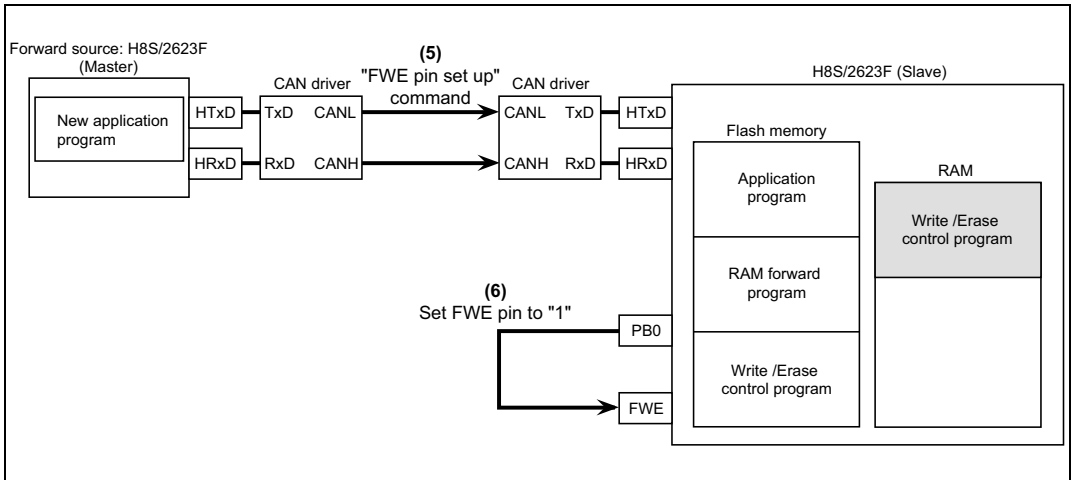 Forward source: H8S/2623F
(Master)
New application
program
HTxD
HRxD
CAN driver
TxD CANL
RxD CANH
(5)
"FWE pin set up"
command
CAN driver
CANL TxD
CANH RxD
HTxD
HRxD
H8S/2623F (Slave)
Flash memory
Application
program
RAM forward
program
Write /Erase
control program
RAM
Write /Erase
control program
(6)
Set FWE pin to "1"
PB0
FWE